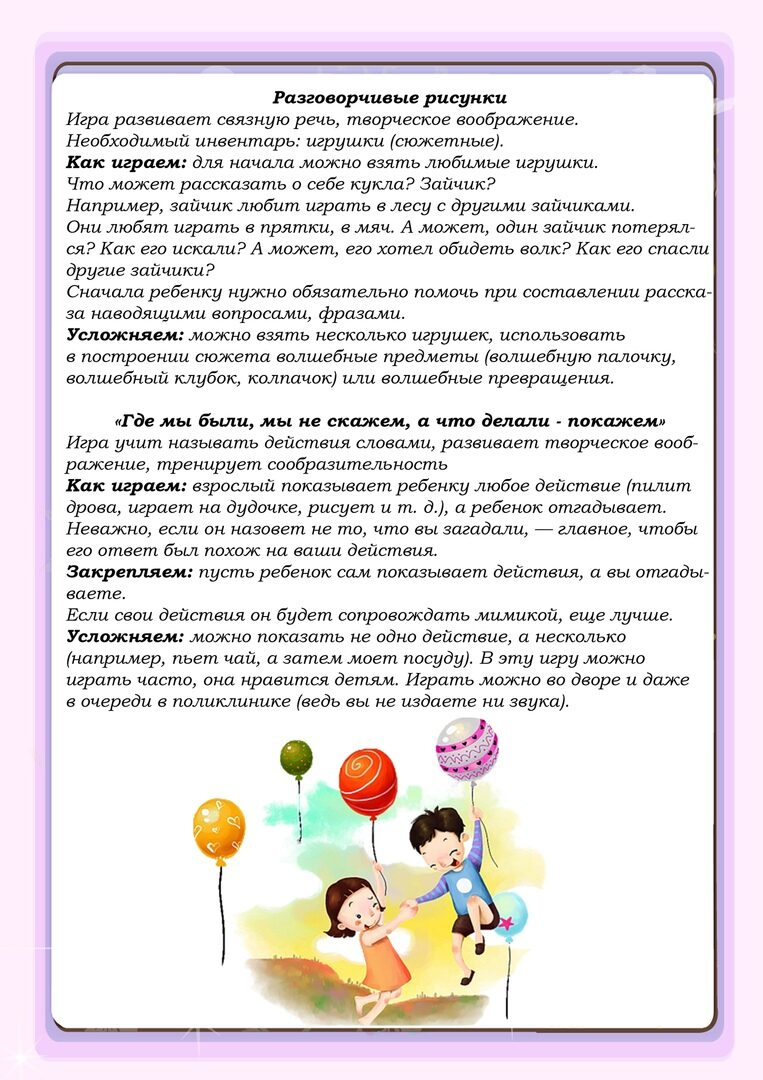 Разговорчивые рисунки
Игра развивает связную речь, творческое воображение.
Необходимый инвентарь: игрушки (сюжетные).
Как играем: для начала можно взять любимые игрушки.
Что может рассказать о себе кукла? Зайчик?
Например, зайчик любит играть в лесу с другими зайчиками.
Они любят играть в прятки, в мяч. А может, один зайчик потерял-
ся? Как его искали? А может, его хотел обидеть волк? Как его спасли
другие зайчики?
Сначала ребенку нужно обязательно помочь при составлении расска-
за наводящими вопросами, фразами.
Усложняем: можно взять несколько игрушек, использовать
в построении сюжета волшебные предметы (волшебную палочку,
волшебный клубок, колпачок) или волшебные превращения.
«Где мы были, мы не скажем, а что делали - покажем»
Игра учит называть действия словами, развивает творческое вооб-
ражение, тренирует сообразительность
Как играем: взрослый показывает ребенку любое действие (пилит
дрова, играет на дудочке, рисует и т. д.), а ребенок отгадывает.
Неважно, если он назовет не то, что вы загадали, — главное, чтобы
его ответ был похож на ваши действия.
Закрепляем: пусть ребенок сам показывает действия, а вы отгады-
ваете.
Если свои действия он будет сопровождать мимикой, еще лучше.
Усложняем: можно показать не одно действие, а несколько
(например, пьет чай, а затем моет посуду). В эту игру можно
играть часто, она нравится детям. Играть можно во дворе и даже
в очереди в поликлинике (ведь вы не издаете ни звука).